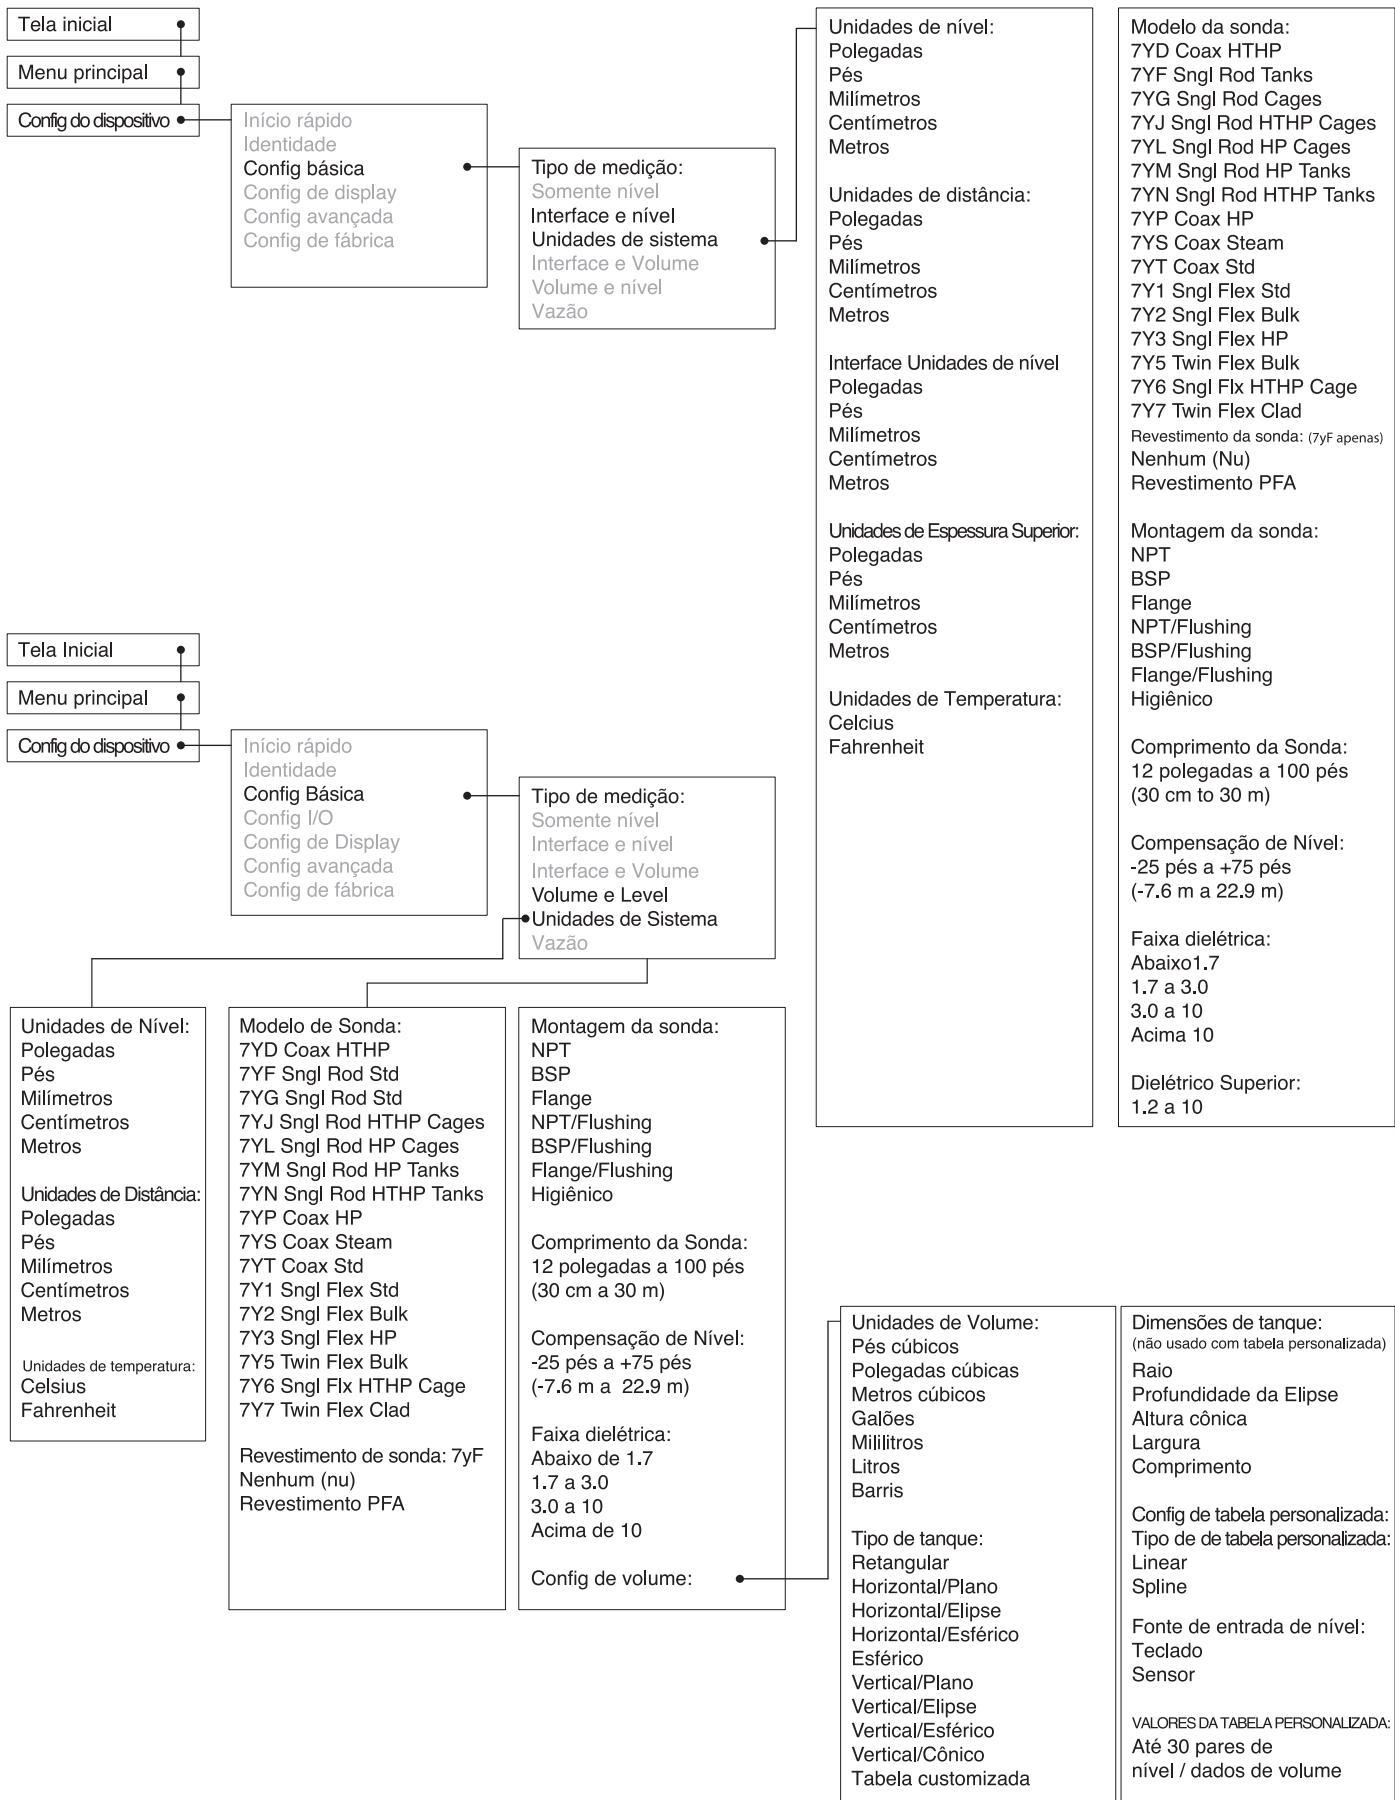 Tela inicial
Menu principal
Config do dispositivo
Início rápido
Identidade
Config básica
Config de display
Config avançada
Config de fábrica
Tipo de medição:
Somente nível
Interface e nível
Unidades de sistema
Interface e Volume
Volume e nível
Vazão
Unidades de nível:
Polegadas
Pés
Milímetros
Centímetros
Metros
Unidades de distância:
Polegadas
Pés
Milímetros
Centímetros
Metros
Interface Unidades de nível
Polegadas
Pés
Milímetros
Centímetros
Metros
Unidades de Espessura Superior:
Polegadas
Pés
Milímetros
Centímetros
Metros
Unidades de Temperatura:
Celcius
Fahrenheit
Modelo da sonda:
7YD Coax HTHP
7YF Sngl Rod Tanks
7YG Sngl Rod Cages
7YJ Sngl Rod HTHP Cages
7YL Sngl Rod HP Cages
7YM Sngl Rod HP Tanks
7YN Sngl Rod HTHP Tanks
7YP Coax HP
7YS Coax Steam
7YT Coax Std
7Y1 Sngl Flex Std
7Y2 Sngl Flex Bulk
7Y3 Sngl Flex HP
7Y5 Twin Flex Bulk
7Y6 Sngl Flx HTHP Cage
7Y7 Twin Flex Clad
Revestimento da sonda: (7yF apenas)
Nenhum (Nu)
Revestimento PFA
Montagem da sonda:
NPT
BSP
Flange
NPT/Flushing
BSP/Flushing
Flange/Flushing
Higiênico
Comprimento da Sonda:
12 polegadas a 100 pés
(30 cm to 30 m)
Compensação de Nível:
-25 pés a +75 pés
(-7.6 m a 22.9 m)
Faixa dielétrica:
Abaixo1.7
1.7 a 3.0
3.0 a 10
Acima 10
Dielétrico Superior:
1.2 a 10
Tela Inicial
Menu principal
Config do dispositivo
Início rápido
Identidade
Config Básica
Config I/O
Config de Display
Config avançada
Config de fábrica
Tipo de medição:
Somente nível
Interface e nível
Interface e Volume
Volume e Level
Unidades de Sistema
Vazão
Unidades de Nível:
Polegadas
Pés
Milímetros
Centímetros
Metros
Unidades de Distância:
Polegadas
Pés
Milímetros
Centímetros
Metros
Unidades de temperatura:
Celsius
Fahrenheit
Modelo de Sonda:
7YD Coax HTHP
7YF Sngl Rod Std
7YG Sngl Rod Std
7YJ Sngl Rod HTHP Cages
7YL Sngl Rod HP Cages
7YM Sngl Rod HP Tanks
7YN Sngl Rod HTHP Tanks
7YP Coax HP
7YS Coax Steam
7YT Coax Std
7Y1 Sngl Flex Std
7Y2 Sngl Flex Bulk
7Y3 Sngl Flex HP
7Y5 Twin Flex Bulk
7Y6 Sngl Flx HTHP Cage
7Y7 Twin Flex Clad
Revestimento de sonda: 7yF
Nenhum (nu)
Revestimento PFA
Montagem da sonda:
NPT
BSP
Flange
NPT/Flushing
BSP/Flushing
Flange/Flushing
Higiênico
Comprimento da Sonda:
12 polegadas a 100 pés
(30 cm a 30 m)
Compensação de Nível:
-25 pés a +75 pés
(-7.6 m a 22.9 m)
Faixa dielétrica:
Abaixo de 1.7
1.7 a 3.0
3.0 a 10
Acima de 10
Config de volume:
Unidades de Volume:
Pés cúbicos
Polegadas cúbicas
Metros cúbicos
Galões
Mililitros
Litros
Barris
Tipo de tanque:
Retangular
Horizontal/Plano
Horizontal/Elipse
Horizontal/Esférico
Esférico
Vertical/Plano
Vertical/Elipse
Vertical/Esférico
Vertical/Cônico
Tabela customizada
Dimensões de tanque:
(não usado com tabela personalizada)
Raio
Profundidade da Elipse
Altura cônica
Largura
Comprimento
Config de tabela personalizada:
Tipo de de tabela personalizada:
Linear
Spline
Fonte de entrada de nível:
Teclado
Sensor
VALORES DA TABELA PERSONALIZADA:
Até 30 pares de
nível / dados de volume